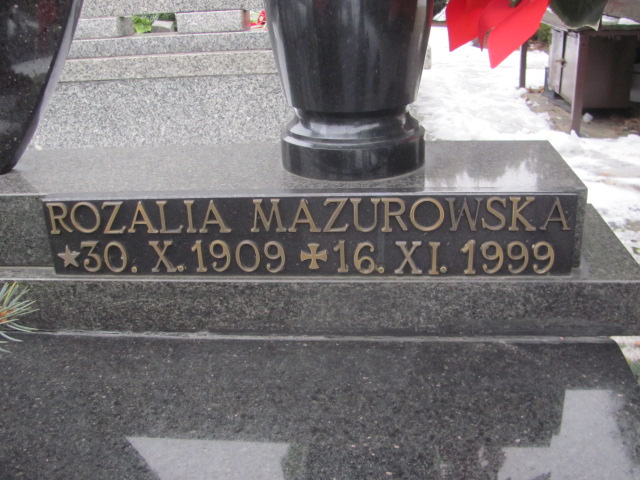 ROZALIA MAZUROWSKA
★30. X. 1909 ✠ 16. XI. 1999